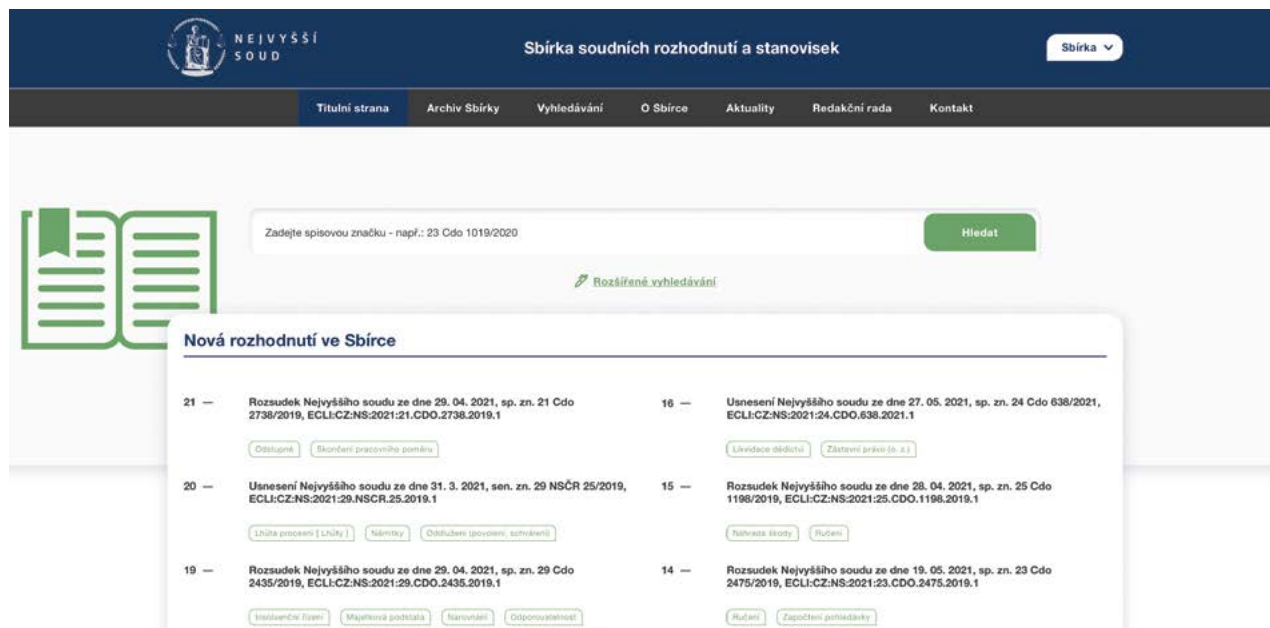 NEJVYŠŠÍ
SOUD
Sbírka soudních rozhodnutí a stanovisek
Sbírka
Titulní strana
Archiv Sbírky
Vyhledávání
O Sbírce
Aktuality
Redakční rada
Kontakt
Zadejte spisovou značku - např.: 23 Cdo 1019/2020
Hledat
Rozšířené vyhledávání
Nová rozhodnutí ve Sbírce
21 —
Rozsudek Nejvyššího soudu ze dne 29. 04. 2021, sp. zn. 21 Cdo
2738/2019, ECLI:CZ:NS:2021:21.CDO.2738.2019.1
Odstupné
Skončení pracovního poměru
20 —
Usnesení Nejvyššího soudu ze dne 31. 3. 2021, sen. zn. 29 NSČR 25/2019,
ECLI:CZ:NS:2021:29.NSCR.25.2019.1
Lhůta procesní [ Lhůty ]
Námitky
Oddlužení (povolení, schválení)
19 —
Rozsudek Nejvyššího soudu ze dne 29. 04. 2021, sp. zn. 29 Cdo
2435/2019, ECLI:CZ:NS:2021:29.CDO.2435.2019.1
Insolvenční řízení
Majetková podstata
Narovnání
Odporovatelnost
16 —
Usnesení Nejvyššího soudu ze dne 27. 05. 2021, sp. zn. 24 Cdo 638/2021,
ECLI:CZ:NS:2021:24.CDO.638.2021.1
Likvidace dědictví
Zástavní právo (o. z.)
15 —
Rozsudek Nejvyššího soudu ze dne 28. 04. 2021, sp. zn. 25 Cdo
1198/2019, ECLI:CZ:NS:2021:25.CDO.1198.2019.1
Náhrada škody
Ručení
14 —
Rozsudek Nejvyššího soudu ze dne 19. 05. 2021, sp. zn. 23 Cdo
2475/2019, ECLI:CZ:NS:2021:23.CDO.2475.2019.1
Ručení
Započtení pohledávky